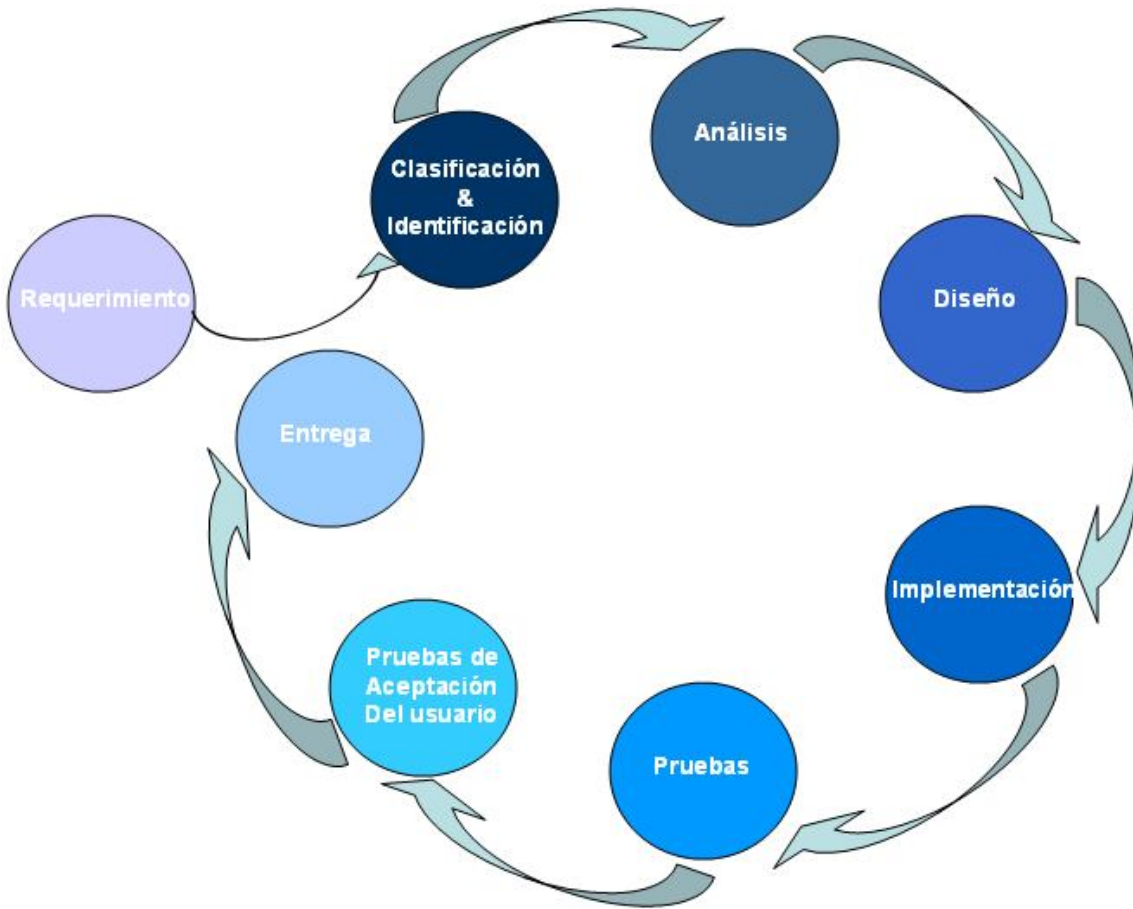 Requerimiento
Clasificación
&
Identificación
Análisis
Diseño
Implementación
Pruebas
Pruebas de
Aceptación
Del usuario
Entrega